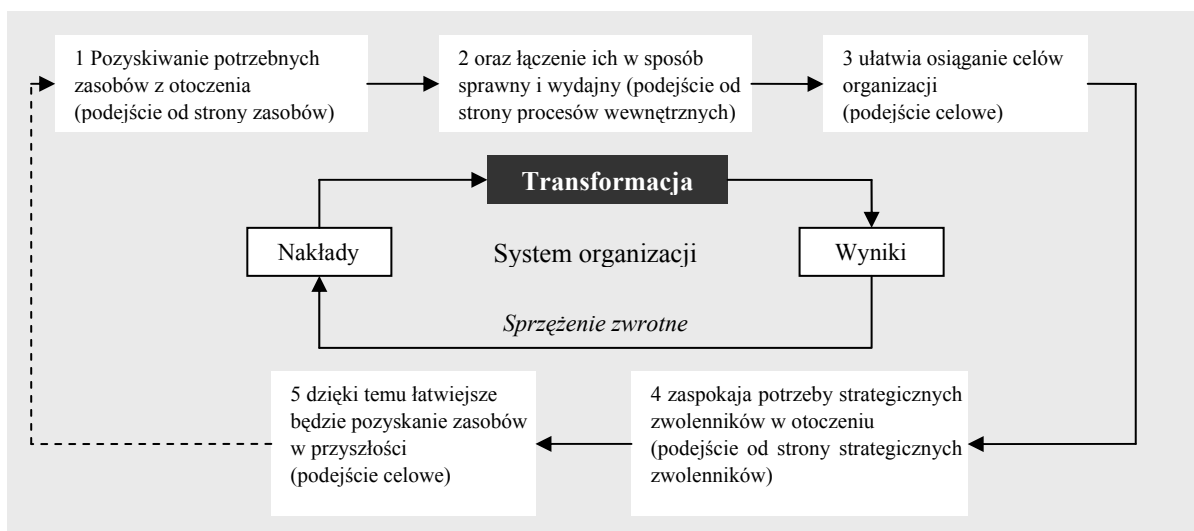 1 Pozyskiwanie potrzebnych
zasobów z otoczenia
(podejście od strony zasobów)
2 oraz łączenie ich w sposób
sprawny i wydajny (podejście od
strony procesów wewnętrznych)
3 ułatwia osiąganie celów
organizacji
(podejście celowe)
Transformacja
Nakłady
System organizacji
Wyniki
Sprzężenie zwrotne
5 dzięki temu łatwiejsze
będzie pozyskanie zasobów
w przyszłości
(podejście celowe)
4 zaspokaja potrzeby strategicznych
zwolenników w otoczeniu
(podejście od strony strategicznych
zwolenników)